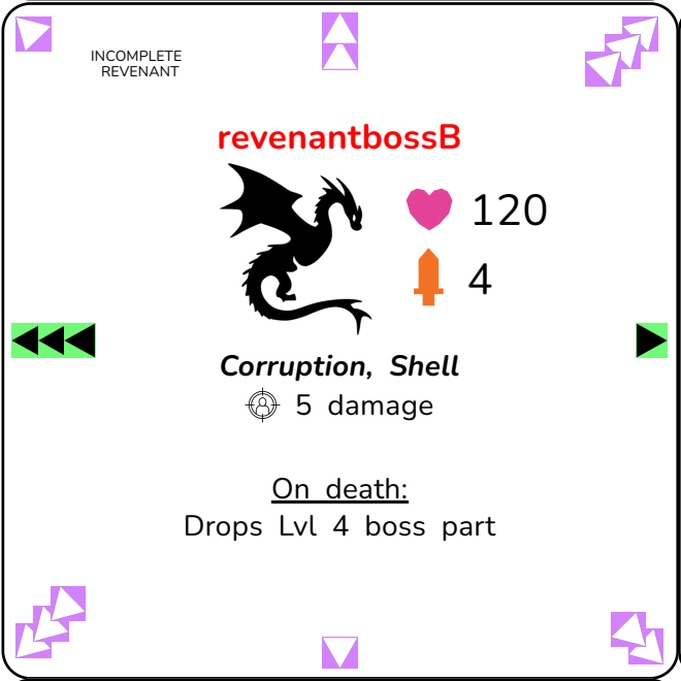 INCOMPLETE
REVENANT
revenantbossB
120
4
Corruption, Shell
5 damage
On death:
Drops Lvl 4 boss part